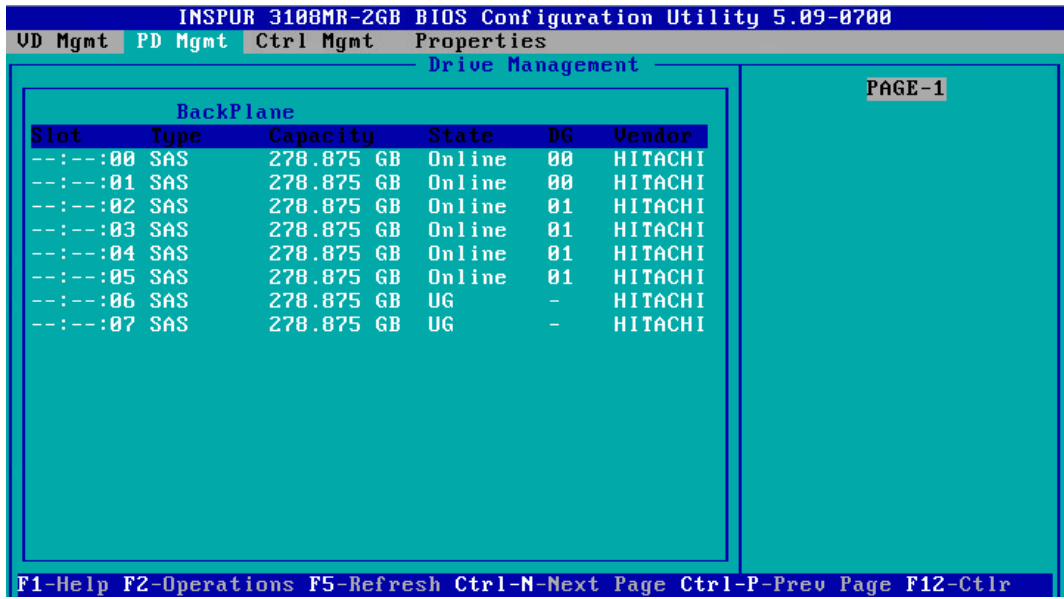 INSPUR 3108MR-2GB BIOS Configuration Utility 5.09-0700
VD Mgmt PD Mgmt Ctrl Mgmt Properties
Drive Management
PAGE-1
BackPlane
Slot Type Capacity State DG Vendor
--:--:00 SAS 278.875 GB Online 00 HITACHI
--:--:01 SAS 278.875 GB Online 00 HITACHI
--:--:02 SAS 278.875 GB Online 01 HITACHI
--:--:03 SAS 278.875 GB Online 01 HITACHI
--:--:04 SAS 278.875 GB Online 01 HITACHI
--:--:05 SAS 278.875 GB Online 01 HITACHI
--:--:06 SAS 278.875 GB UG - HITACHI
--:--:07 SAS 278.875 GB UG - HITACHI
F1-Help F2-Operations F5-Refresh Ctrl-N-Next Page Ctrl-P-Prev Page F12-Ctlr